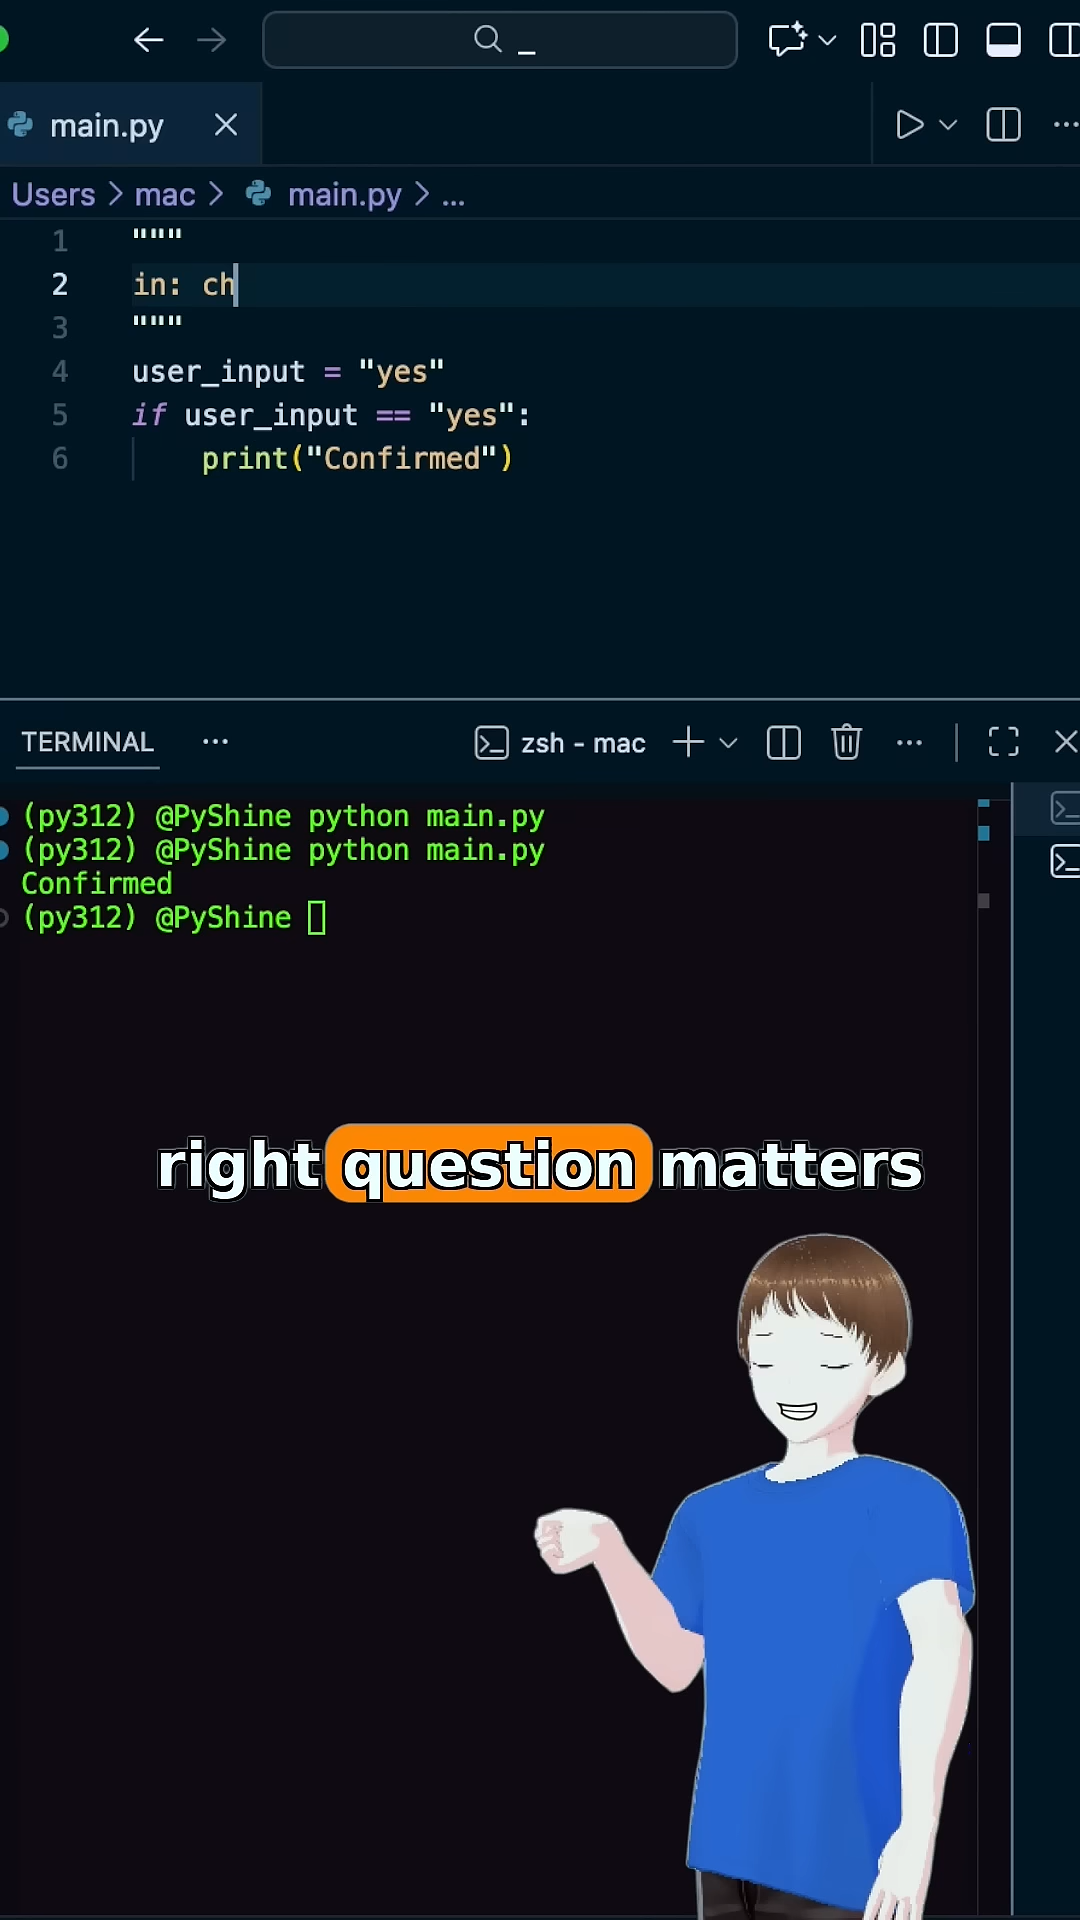 _
main.py
Users > mac > main.py > ...
1 """
2 in: ch
3 """
4 user_input = "yes"
5 if user_input == "yes":
6 print("Confirmed")
TERMINAL ... zsh - mac
(py312) @PyShine python main.py
(py312) @PyShine python main.py
Confirmed
(py312) @PyShine
right question matters